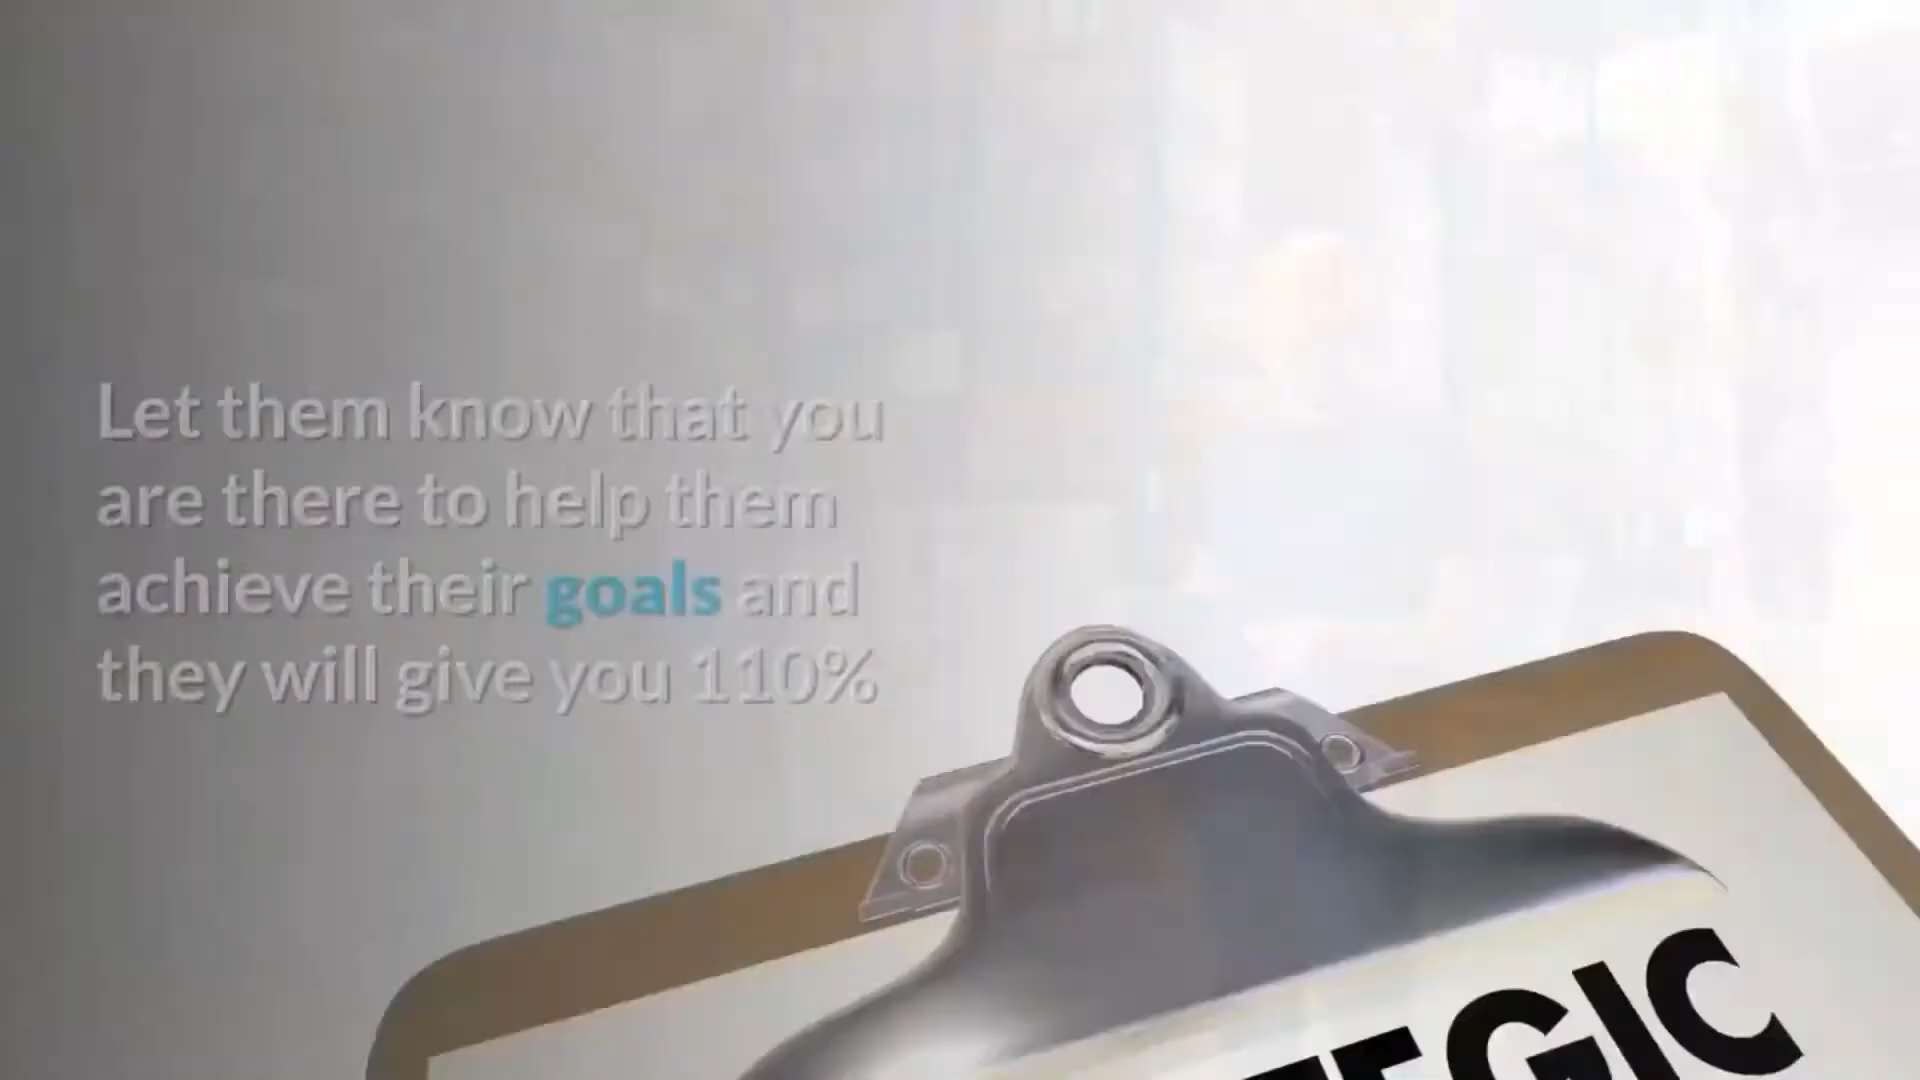 Let them know that you
are there to help them
achieve their goals and
they will give you 110%
TEGIC